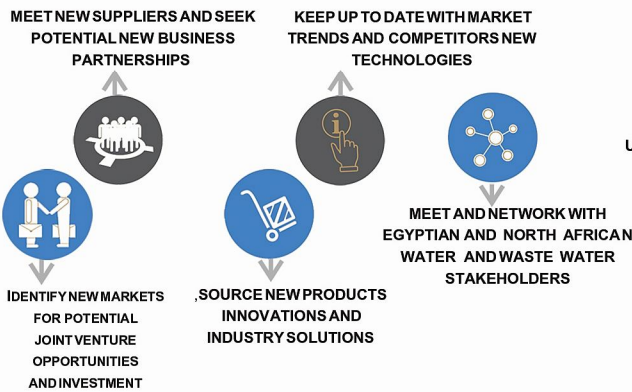 MEET NEW SUPPLIERS AND SEEK
POTENTIAL NEW BUSINESS
PARTNERSHIPS
KEEP UP TO DATE WITH MARKET
TRENDS AND COMPETITORS NEW
TECHNOLOGIES
i
U
MEET AND NETWORK WITH
EGYPTIAN AND NORTH AFRICAN
WATER AND WASTE WATER
STAKEHOLDERS
IDENTIFY NEW MARKETS
FOR POTENTIAL
JOINT VENTURE
OPPORTUNITIES
AND INVESTMENT
,SOURCE NEW PRODUCTS
INNOVATIONS AND
INDUSTRY SOLUTIONS